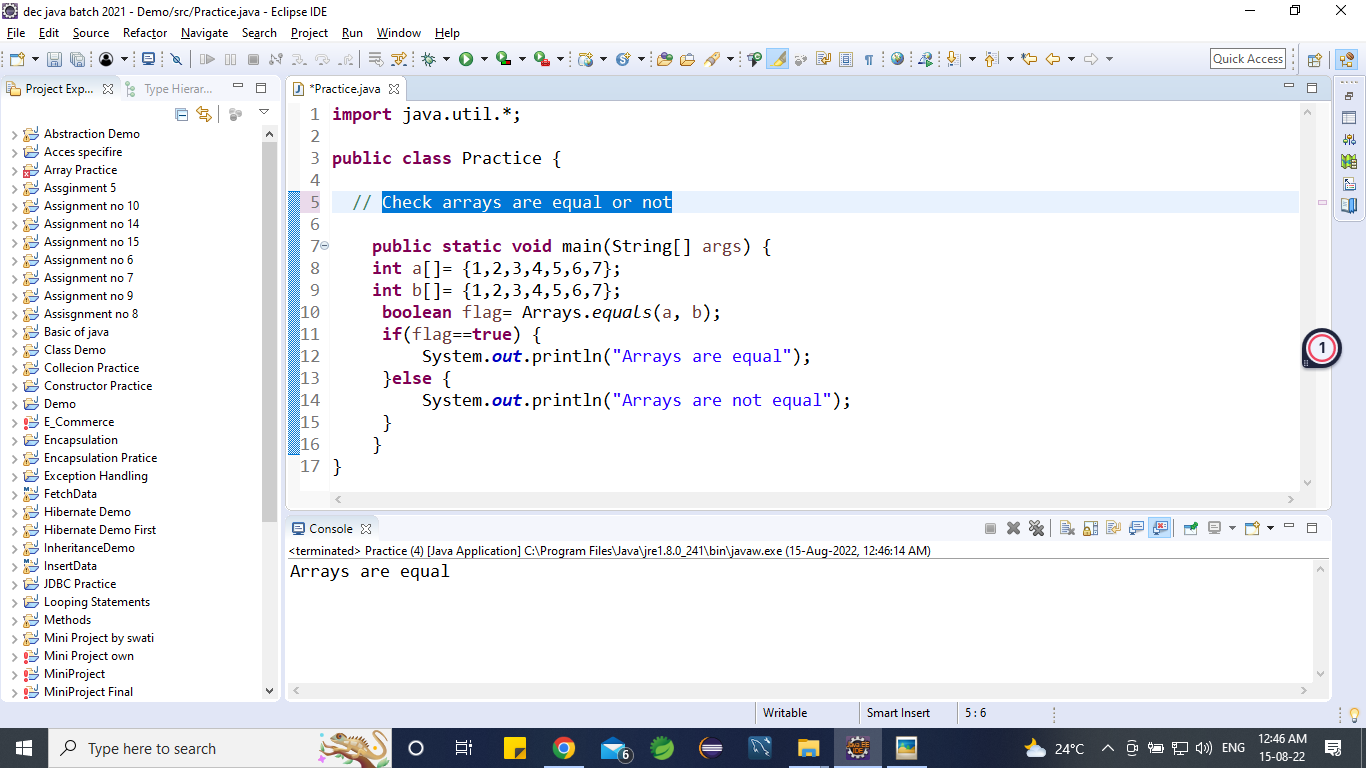 dec java batch 2021 - Demo/src/Practice.java - Eclipse IDE
File Edit Source Refactor Navigate Search Project Run Window Help
Quick Access
Project Exp...
Type Hierar...
Abstraction Demo
Acces specifire
Array Practice
Assginment 5
Assignment no 10
Assignment no 14
Assignment no 15
Assignment no 6
Assignment no 7
Assignment no 9
Assisgnment no 8
Basic of java
Class Demo
Collecion Practice
Constructor Practice
Demo
E_Commerce
Encapsulation
Encapsulation Pratice
Exception Handling
FetchData
Hibernate Demo
Hibernate Demo First
InheritanceDemo
InsertData
JDBC Practice
Looping Statements
Methods
Mini Project by swati
Mini Project own
MiniProject
MiniProject Final
*Practice.java
1 import java.util.*;
2
3 public class Practice {
4
5 // Check arrays are equal or not
6
7 public static void main(String[] args) {
8 int a[]= {1,2,3,4,5,6,7};
9 int b[]= {1,2,3,4,5,6,7};
10 boolean flag= Arrays.equals(a, b);
11 if(flag==true) {
12 System.out.println("Arrays are equal");
13 }else {
14 System.out.println("Arrays are not equal");
15 }
16 }
17 }
1
Console
<terminated> Practice (4) [Java Application] C:\Program Files\Java\jre1.8.0_241\bin\javaw.exe (15-Aug-2022, 12:46:14 AM)
Arrays are equal
Writable Smart Insert 5 : 6
Type here to search
6
24°C
ENG
12:46 AM
15-08-22